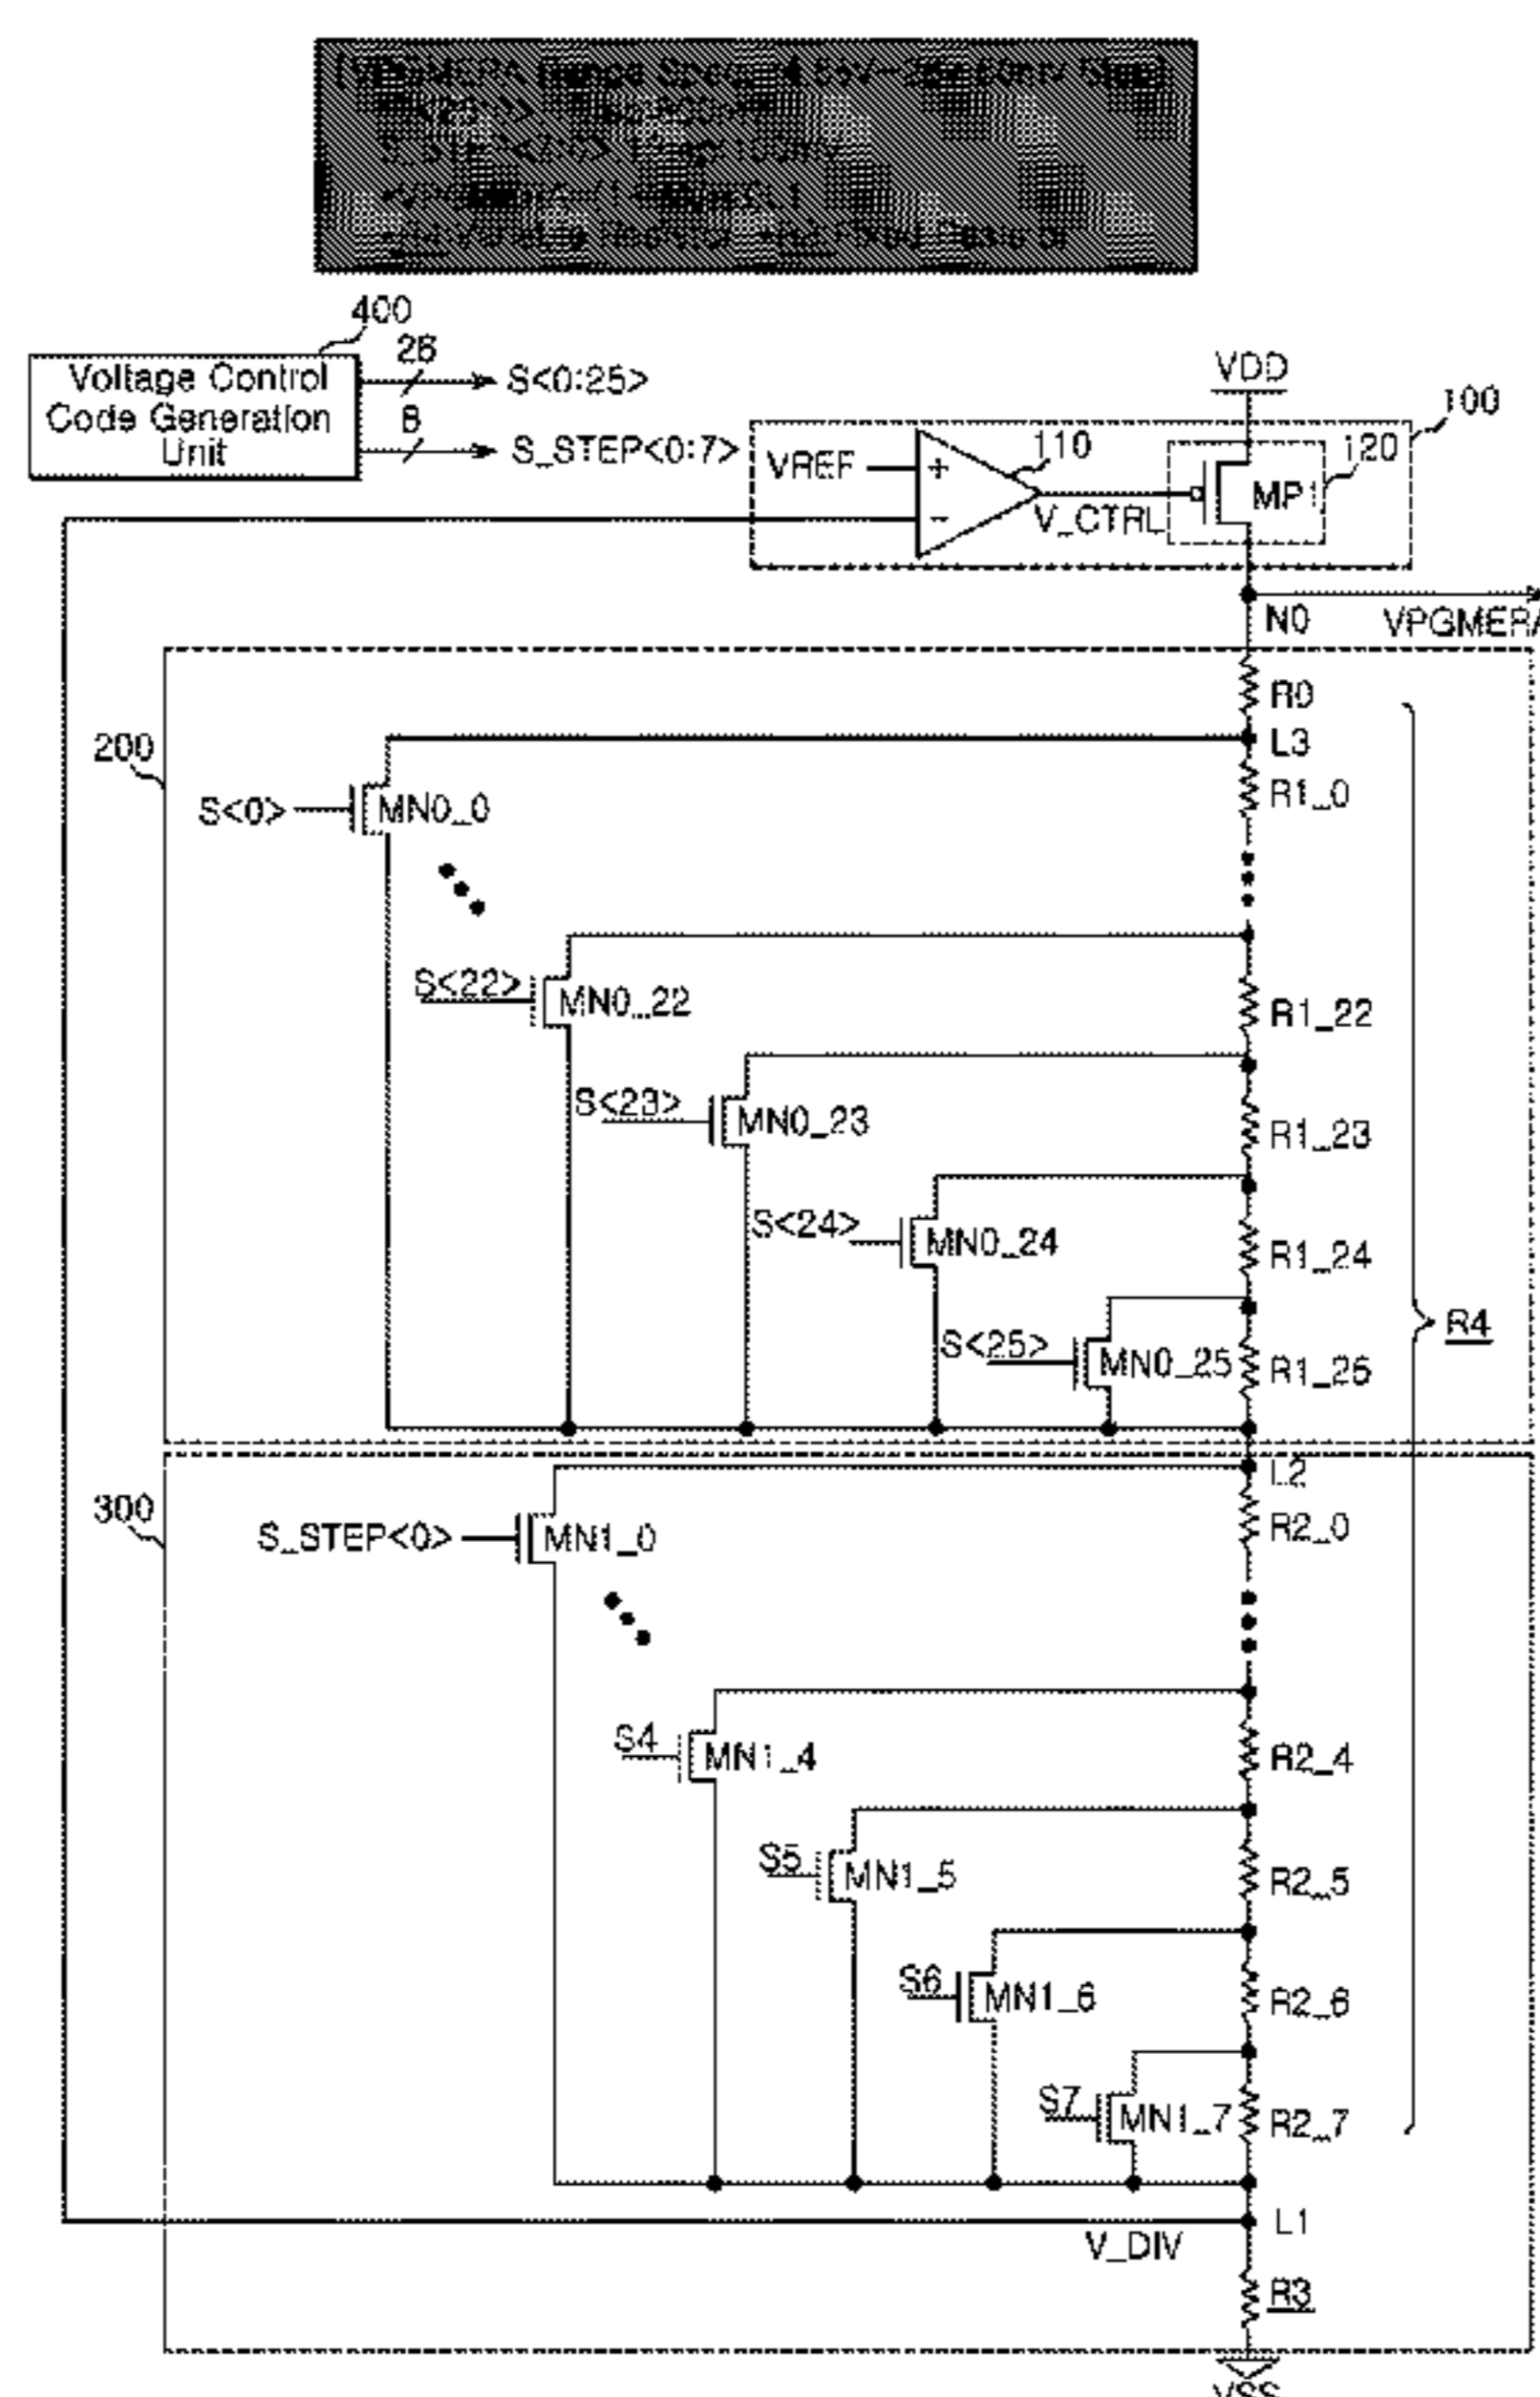 400
Voltage Control
Code Generation
Unit
26
S<0:25>
8
S_STEP<0:7>
VDD
100
VREF
+
-
110
V_CTRL
120
MP1
N0
VPGMERA
200
R0
L3
R1_0
S<0>
MN0_0
S<22>
MN0_22
R1_22
S<23>
MN0_23
R1_23
S<24>
MN0_24
R1_24
S<25>
MN0_25
R1_25
R4
300
L2
R2_0
S_STEP<0>
MN1_0
S4
MN1_4
R2_4
S5
MN1_5
R2_5
S6
MN1_6
R2_6
S7
MN1_7
R2_7
L1
V_DIV
R3
VSS